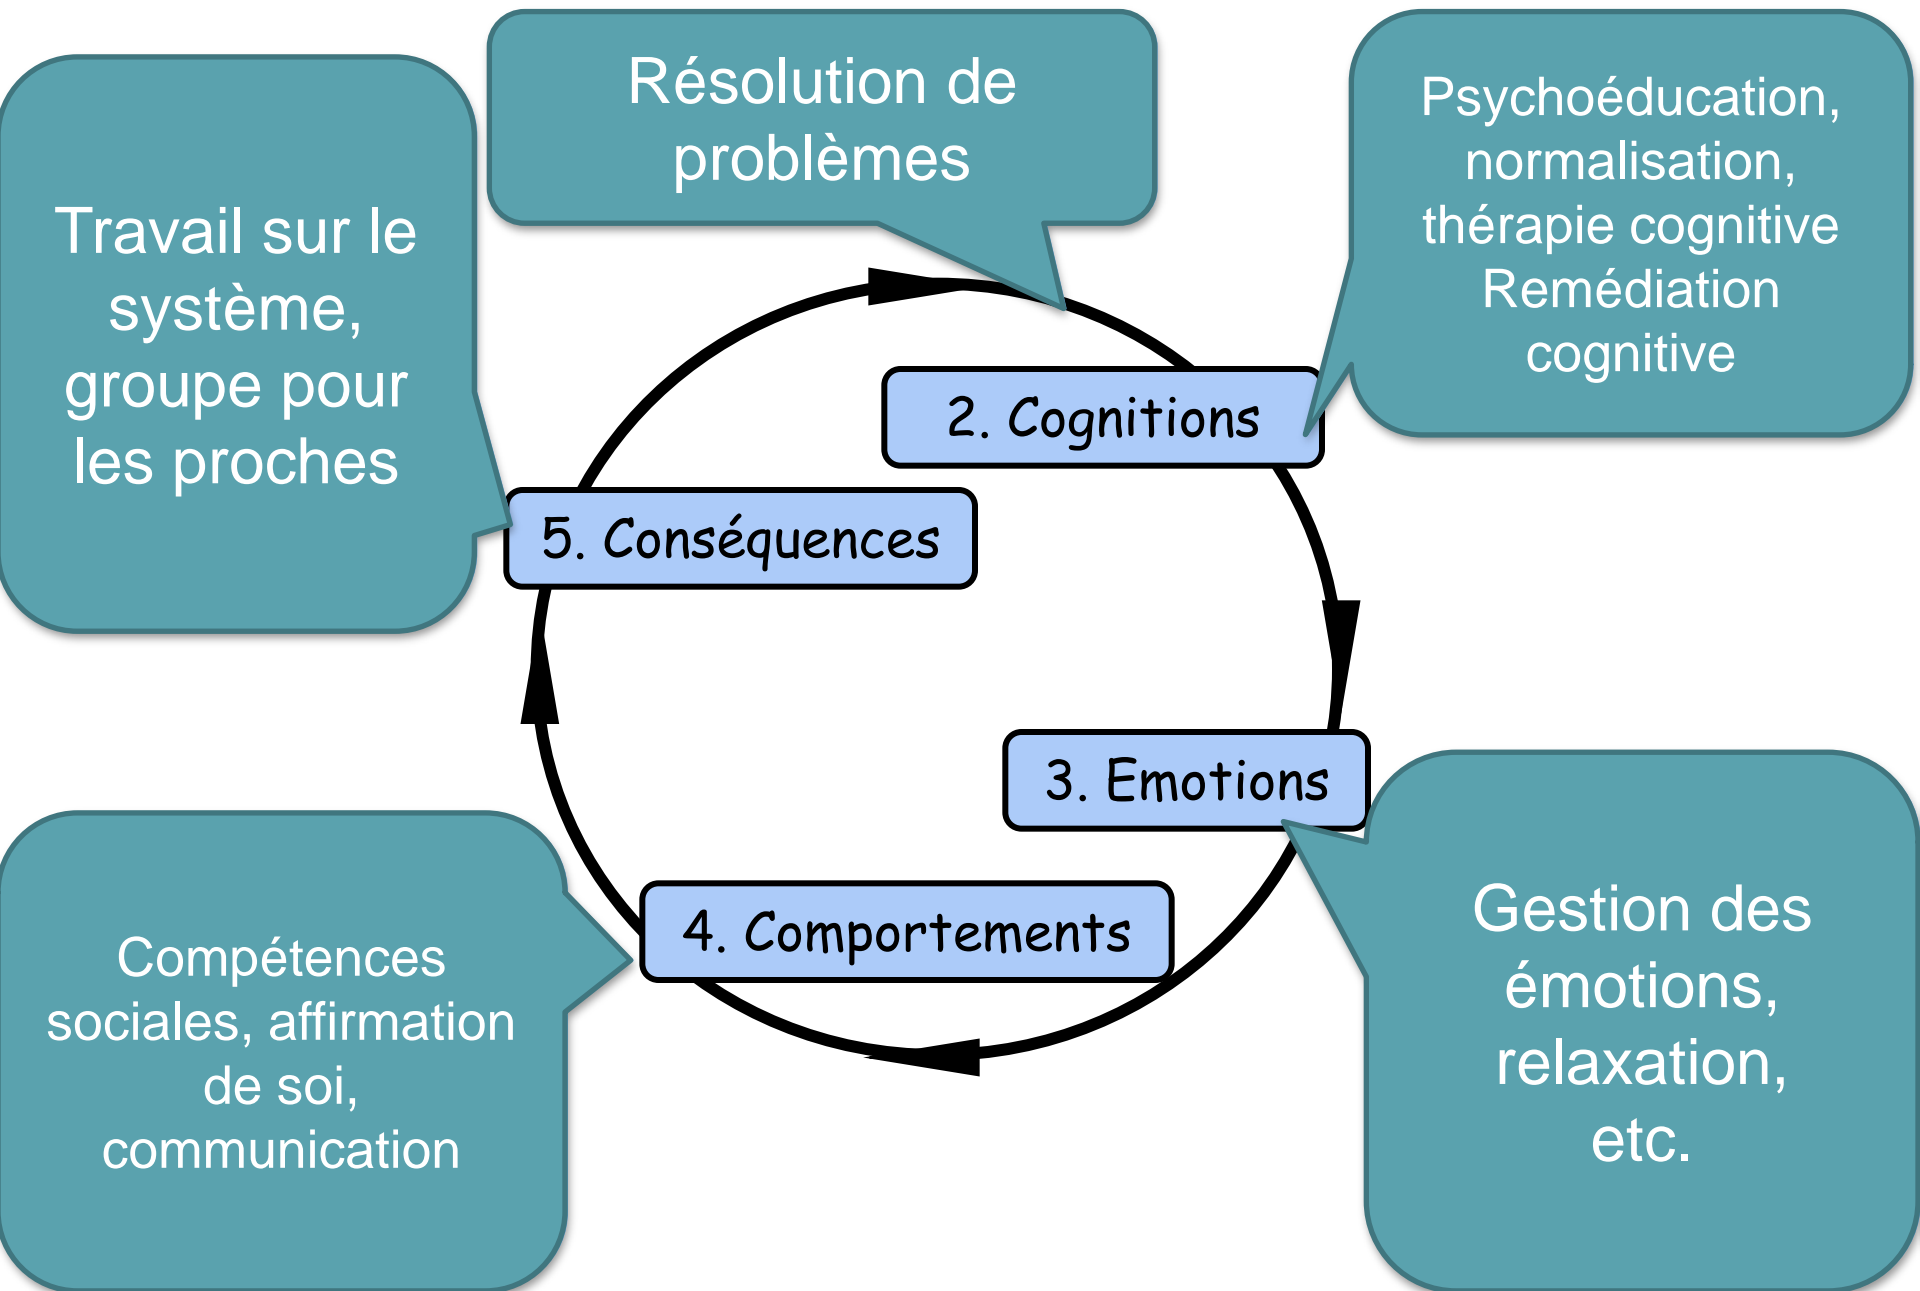 Résolution de
problèmes
Psychoéducation,
normalisation,
thérapie cognitive
Remédiation
cognitive
Travail sur le
système,
groupe pour
les proches
2. Cognitions
5. Conséquences
3. Emotions
4. Comportements
Compétences
sociales, affirmation
de soi,
communication
Gestion des
émotions,
relaxation,
etc.